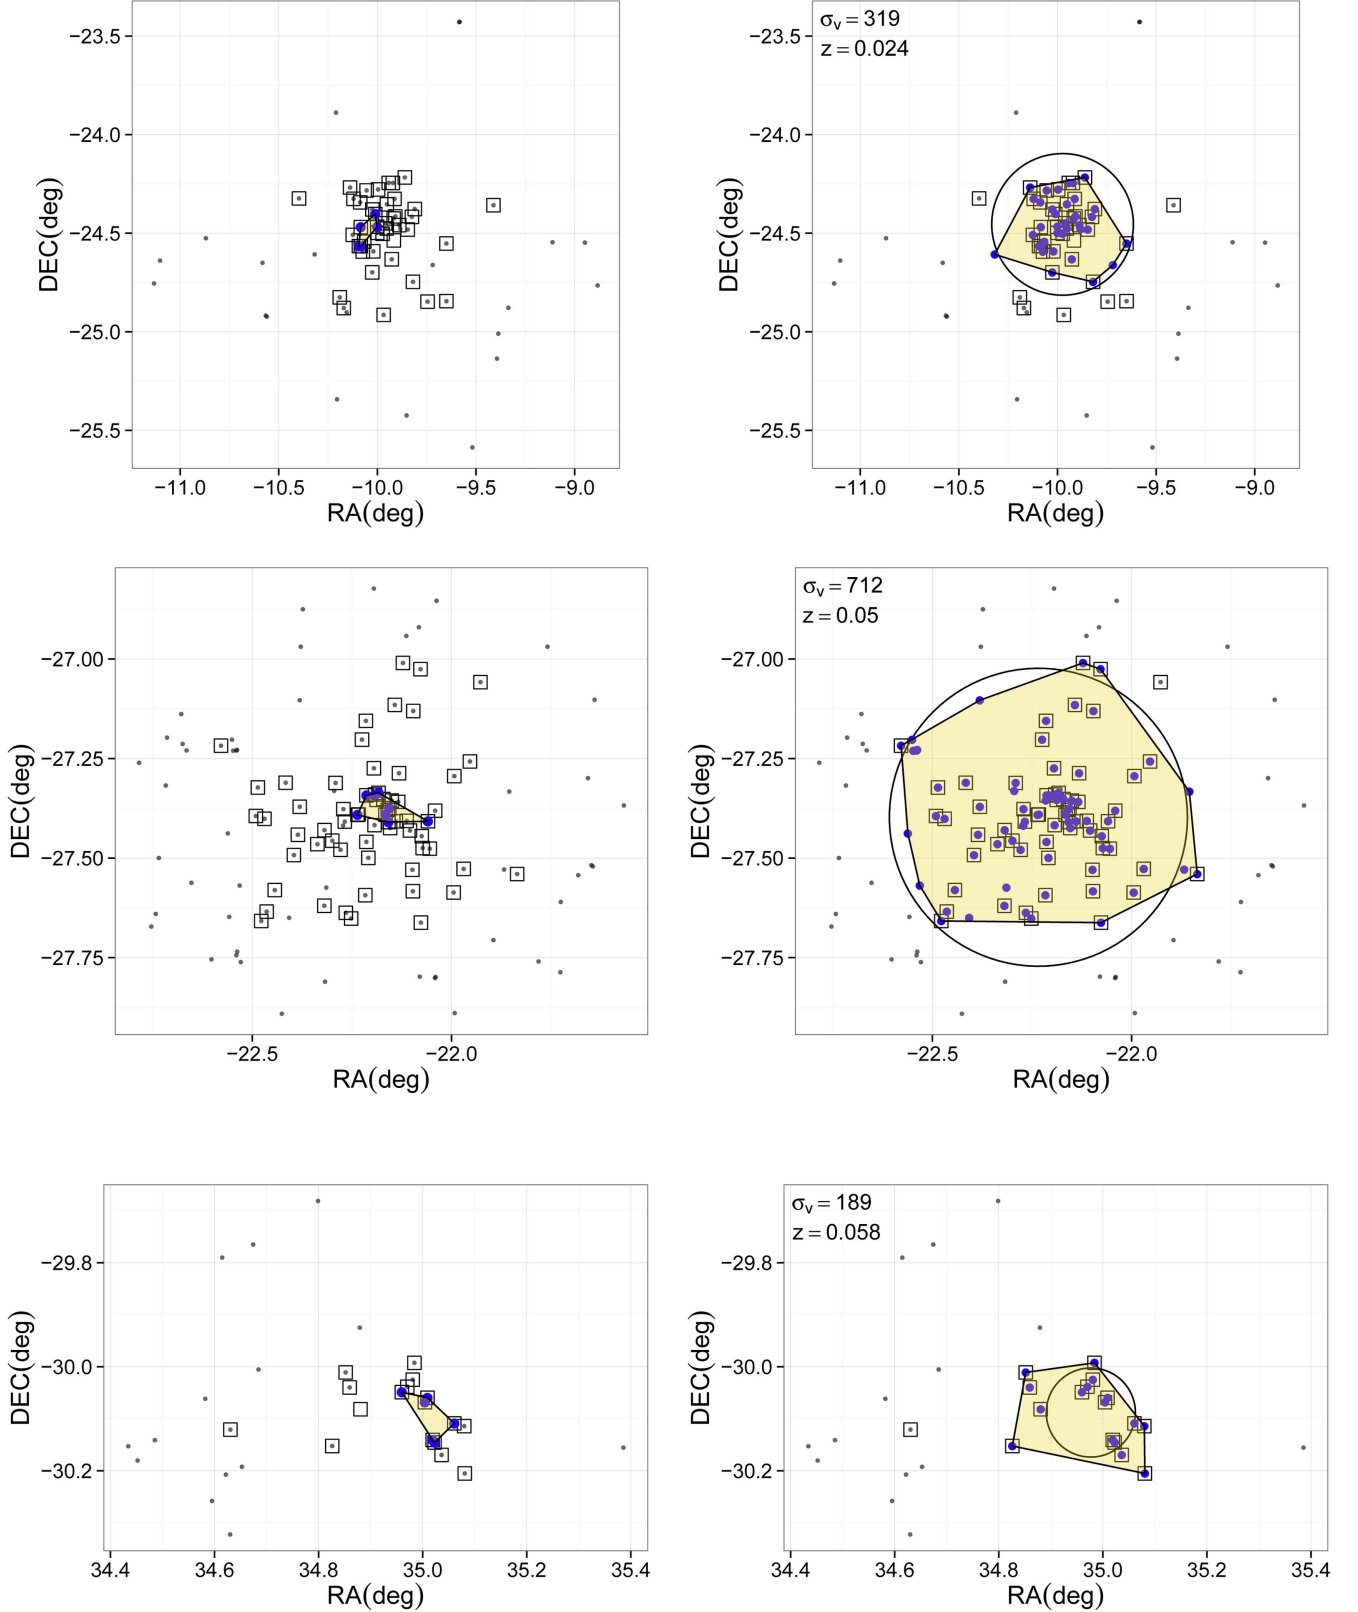 −23.5
−24.0
−24.5
−25.0
−25.5
DEC(deg)
−11.0 −10.5 −10.0 −9.5 −9.0
RA(deg)
σv = 319
z = 0.024
−23.5
−24.0
−24.5
−25.0
−25.5
DEC(deg)
−11.0 −10.5 −10.0 −9.5 −9.0
RA(deg)
−27.00
−27.25
−27.50
−27.75
DEC(deg)
−22.5 −22.0
RA(deg)
σv = 712
z = 0.05
−27.00
−27.25
−27.50
−27.75
DEC(deg)
−22.5 −22.0
RA(deg)
−29.8
−30.0
−30.2
DEC(deg)
34.4 34.6 34.8 35.0 35.2 35.4
RA(deg)
σv = 189
z = 0.058
−29.8
−30.0
−30.2
DEC(deg)
34.4 34.6 34.8 35.0 35.2 35.4
RA(deg)